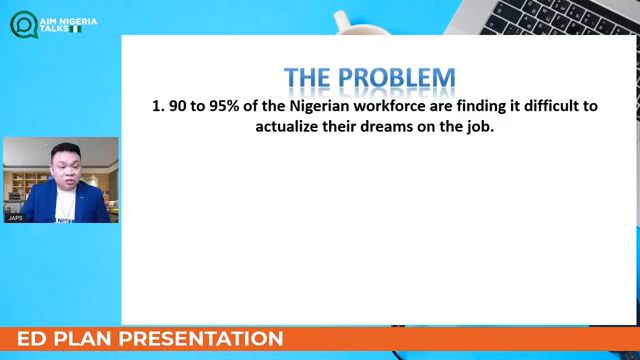 AIM NIGERIA
TALKS
THE PROBLEM
1. 90 to 95% of the Nigerian workforce are finding it difficult to
actualize their dreams on the job.
JAPS
ED PLAN PRESENTATION